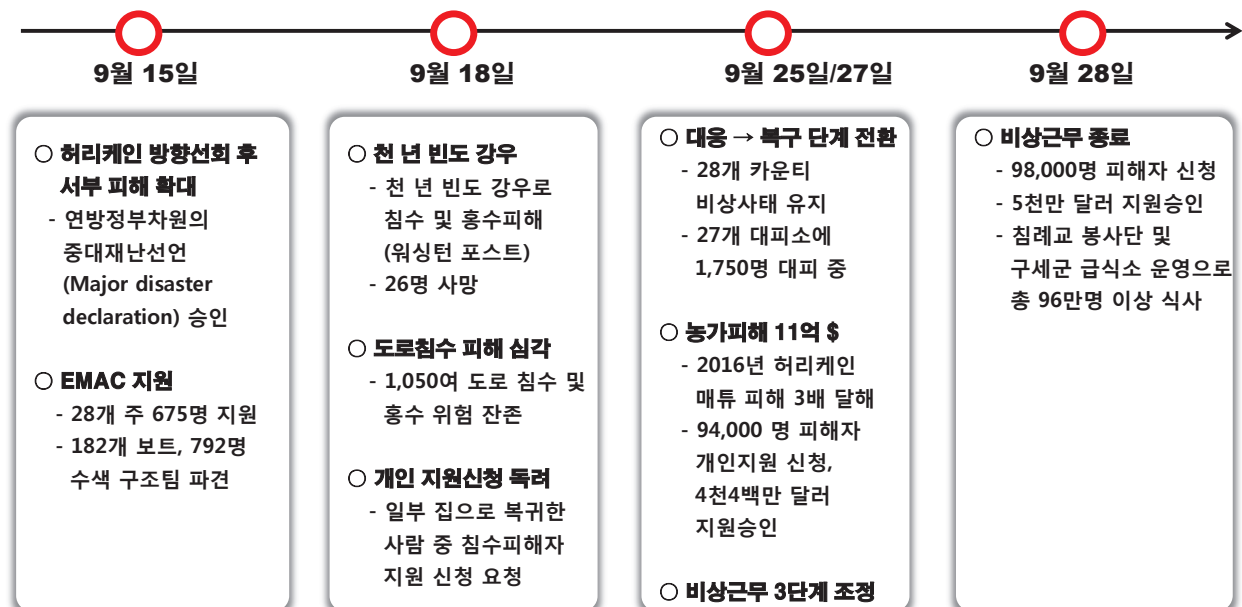 9월 15일
○ 허리케인 방향선회 후
서부 피해 확대
- 연방정부차원의
중대재난선언
(Major disaster
declaration) 승인
○ EMAC 지원
- 28개 주 675명 지원
- 182개 보트, 792명
수색 구조팀 파견
9월 18일
○ 천 년 빈도 강우
- 천 년 빈도 강우로
침수 및 홍수피해
(워싱턴 포스트)
- 26명 사망
○ 도로침수 피해 심각
- 1,050여 도로 침수 및
홍수 위험 잔존
○ 개인 지원신청 독려
- 일부 집으로 복귀한
사람 중 침수피해자
지원 신청 요청
9월 25일/27일
○ 대응 → 복구 단계 전환
- 28개 카운티
비상사태 유지
- 27개 대피소에
1,750명 대피 중
○ 농가피해 11억 $
- 2016년 허리케인
매튜 피해 3배 달해
- 94,000 명 피해자
개인지원 신청,
4천4백만 달러
지원승인
○ 비상근무 3단계 조정
9월 28일
○ 비상근무 종료
- 98,000명 피해자 신청
- 5천만 달러 지원승인
- 침례교 봉사단 및
구세군 급식소 운영으로
총 96만명 이상 식사